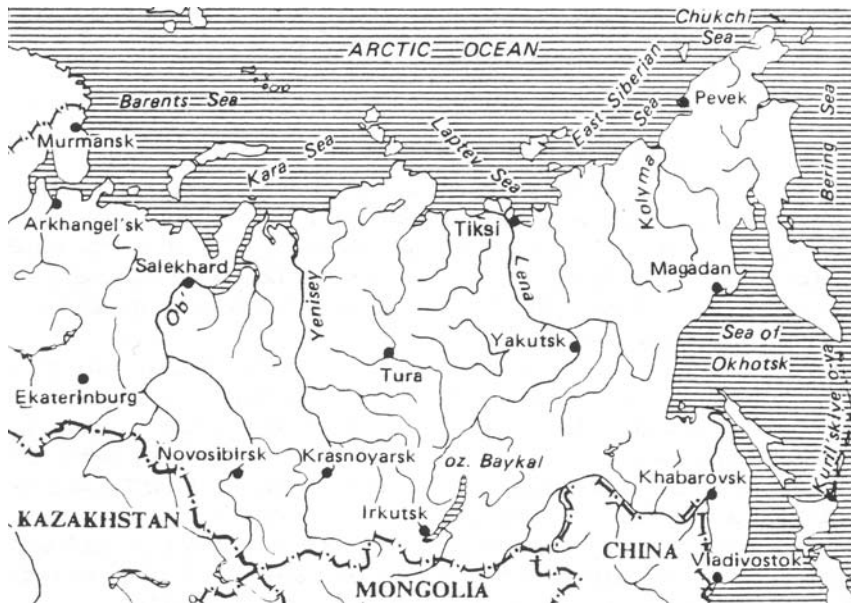 Chukchi
Sea
ARCTIC OCEAN
East Siberian
Sea
Barents Sea
Pevek
Bering Sea
Murmansk
Kara Sea
Laptev Sea
Kolyma
Arkhangel'sk
Tiksi
Salekhard
Lena
Magadan
Ob'
Yenisey
Sea of
Okhotsk
Yakutsk
Tura
Ekaterinburg
Kuril'skiye o-va
Novosibirsk
Krasnoyarsk
oz. Baykal
Khabarovsk
KAZAKHSTAN
Irkutsk
CHINA
Vladivostok
MONGOLIA